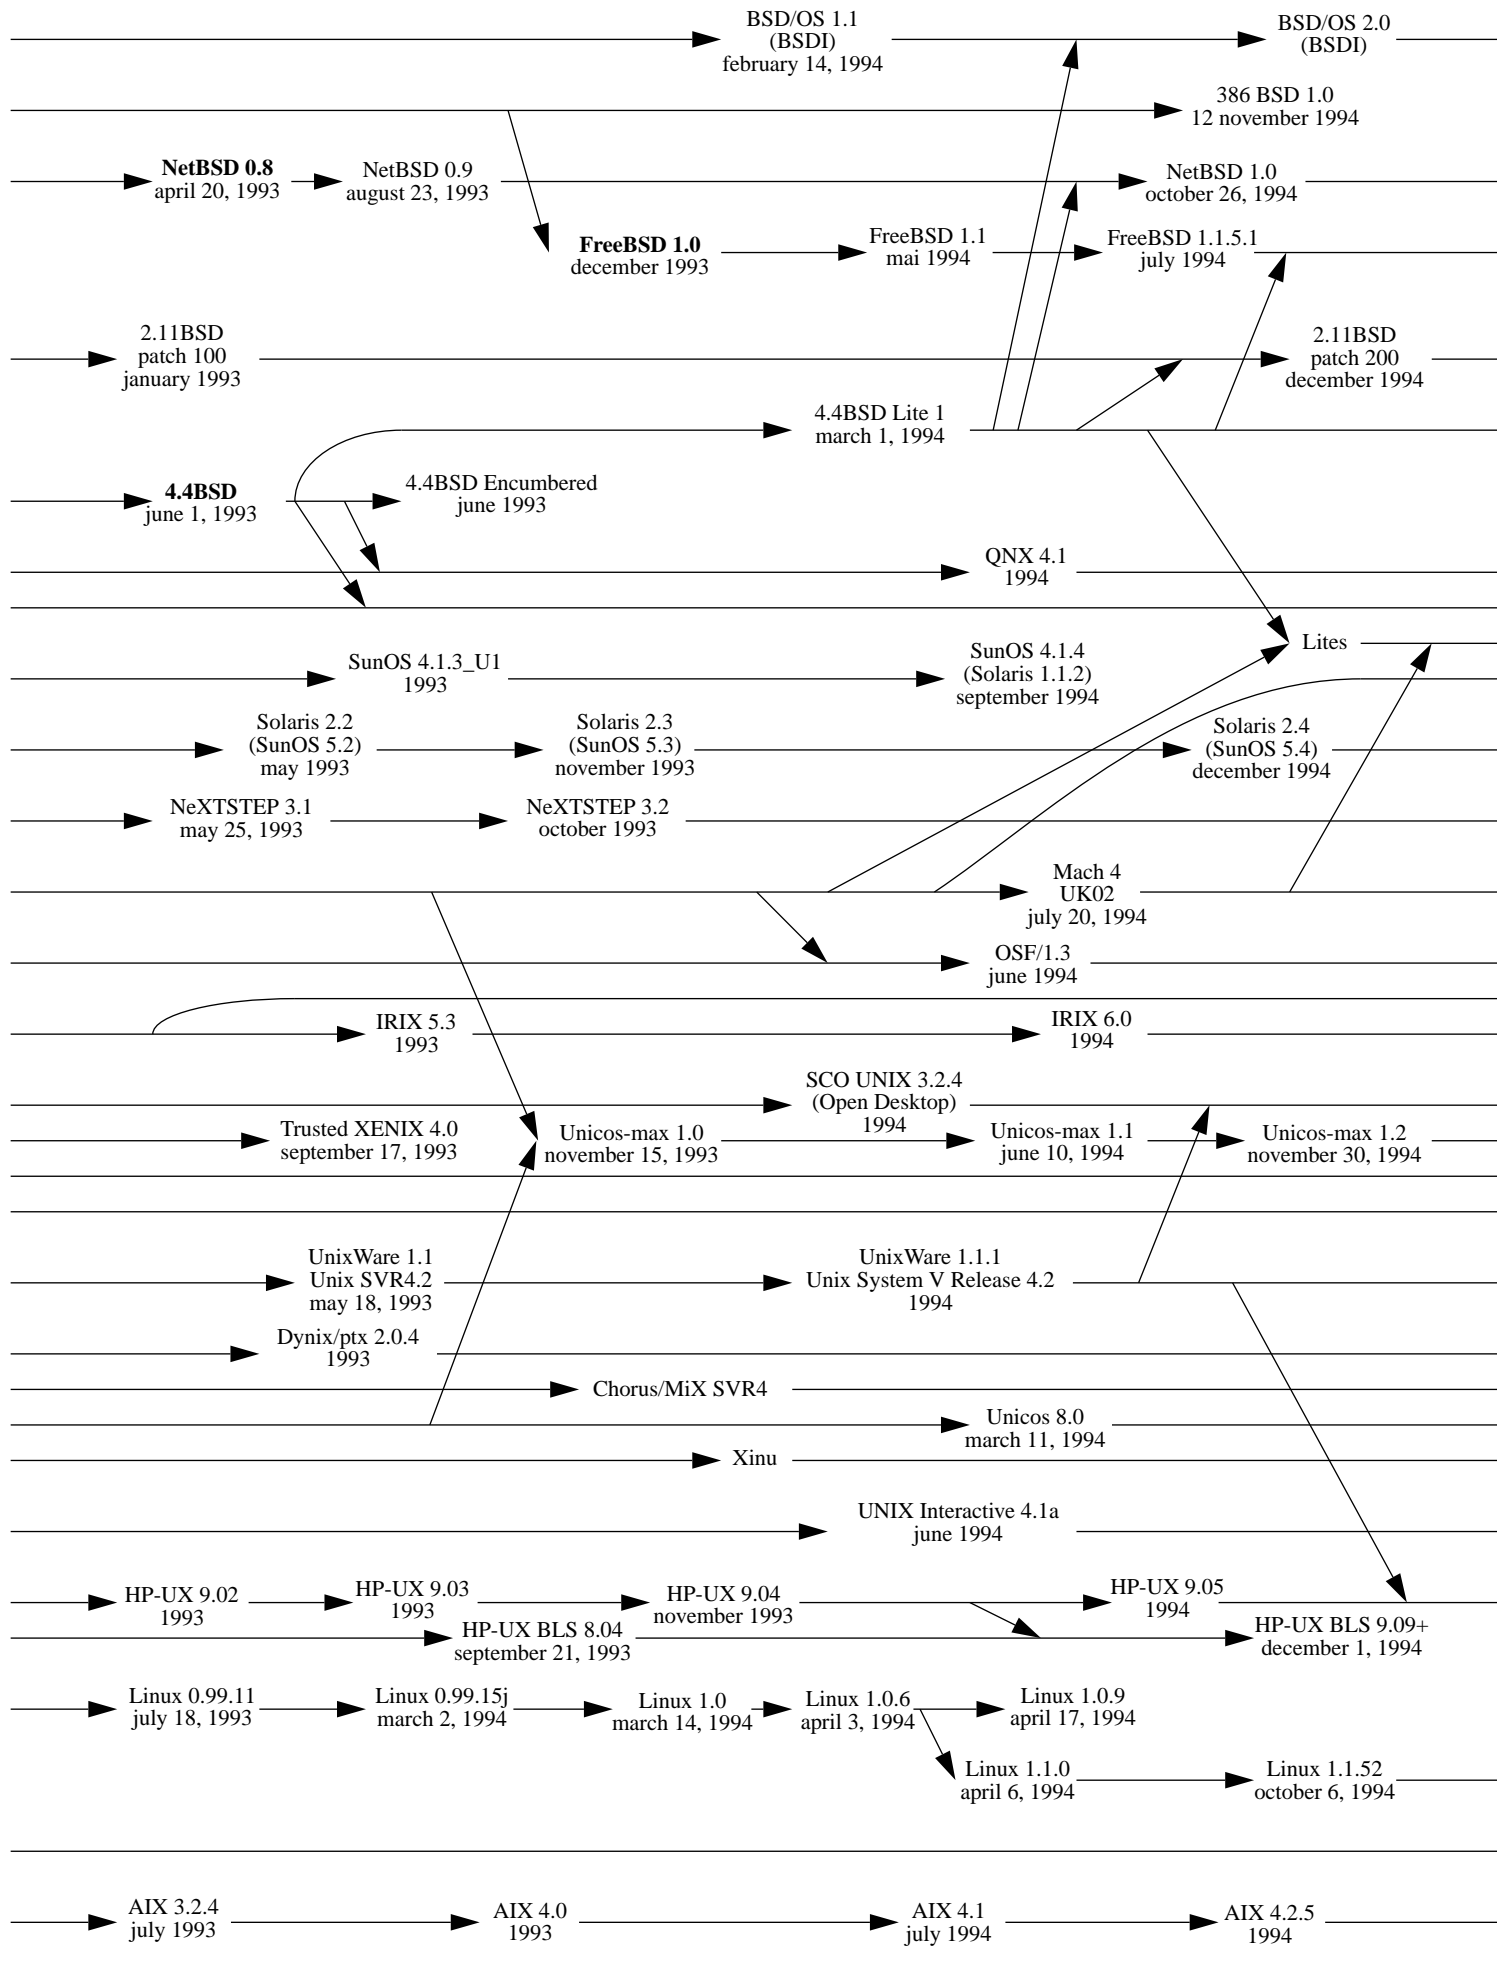 BSD/OS 1.1
(BSDI)
february 14, 1994
BSD/OS 2.0
(BSDI)
386 BSD 1.0
12 november 1994
NetBSD 0.8
april 20, 1993
NetBSD 0.9
august 23, 1993
NetBSD 1.0
october 26, 1994
FreeBSD 1.0
december 1993
FreeBSD 1.1
mai 1994
FreeBSD 1.1.5.1
july 1994
2.11BSD
patch 100
january 1993
2.11BSD
patch 200
december 1994
4.4BSD Lite 1
march 1, 1994
4.4BSD
june 1, 1993
4.4BSD Encumbered
june 1993
QNX 4.1
1994
Lites
SunOS 4.1.3_U1
1993
SunOS 4.1.4
(Solaris 1.1.2)
september 1994
Solaris 2.2
(SunOS 5.2)
may 1993
Solaris 2.3
(SunOS 5.3)
november 1993
Solaris 2.4
(SunOS 5.4)
december 1994
NeXTSTEP 3.1
may 25, 1993
NeXTSTEP 3.2
october 1993
Mach 4
UK02
july 20, 1994
OSF/1.3
june 1994
IRIX 5.3
1993
IRIX 6.0
1994
SCO UNIX 3.2.4
(Open Desktop)
1994
Trusted XENIX 4.0
september 17, 1993
Unicos-max 1.0
november 15, 1993
Unicos-max 1.1
june 10, 1994
Unicos-max 1.2
november 30, 1994
UnixWare 1.1
Unix SVR4.2
may 18, 1993
UnixWare 1.1.1
Unix System V Release 4.2
1994
Dynix/ptx 2.0.4
1993
Chorus/MiX SVR4
Unicos 8.0
march 11, 1994
Xinu
UNIX Interactive 4.1a
june 1994
HP-UX 9.02
1993
HP-UX 9.03
1993
HP-UX 9.04
november 1993
HP-UX 9.05
1994
HP-UX BLS 8.04
september 21, 1993
HP-UX BLS 9.09+
december 1, 1994
Linux 0.99.11
july 18, 1993
Linux 0.99.15j
march 2, 1994
Linux 1.0
march 14, 1994
Linux 1.0.6
april 3, 1994
Linux 1.0.9
april 17, 1994
Linux 1.1.0
april 6, 1994
Linux 1.1.52
october 6, 1994
AIX 3.2.4
july 1993
AIX 4.0
1993
AIX 4.1
july 1994
AIX 4.2.5
1994